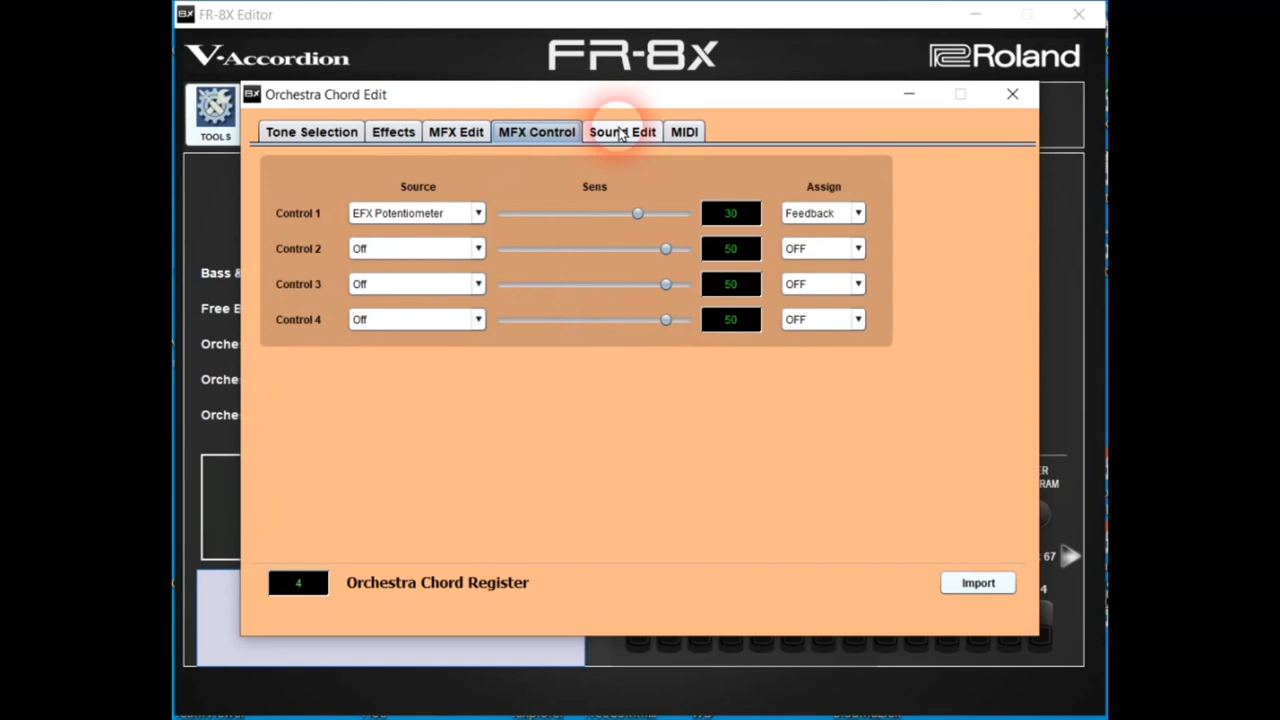 FR-8X Editor
V-Accordion
FR-8x
Roland
TOOLS
Orchestra Chord Edit
Tone Selection
Effects
MFX Edit
MFX Control
Sound Edit
MIDI
Source
Sens
Assign
Control 1
EFX Potentiometer
30
Feedback
Control 2
Off
50
OFF
Control 3
Off
50
OFF
Control 4
Off
50
OFF
Bass &
Free
Orche
Orche
Orche
67
4
4
Orchestra Chord Register
Import